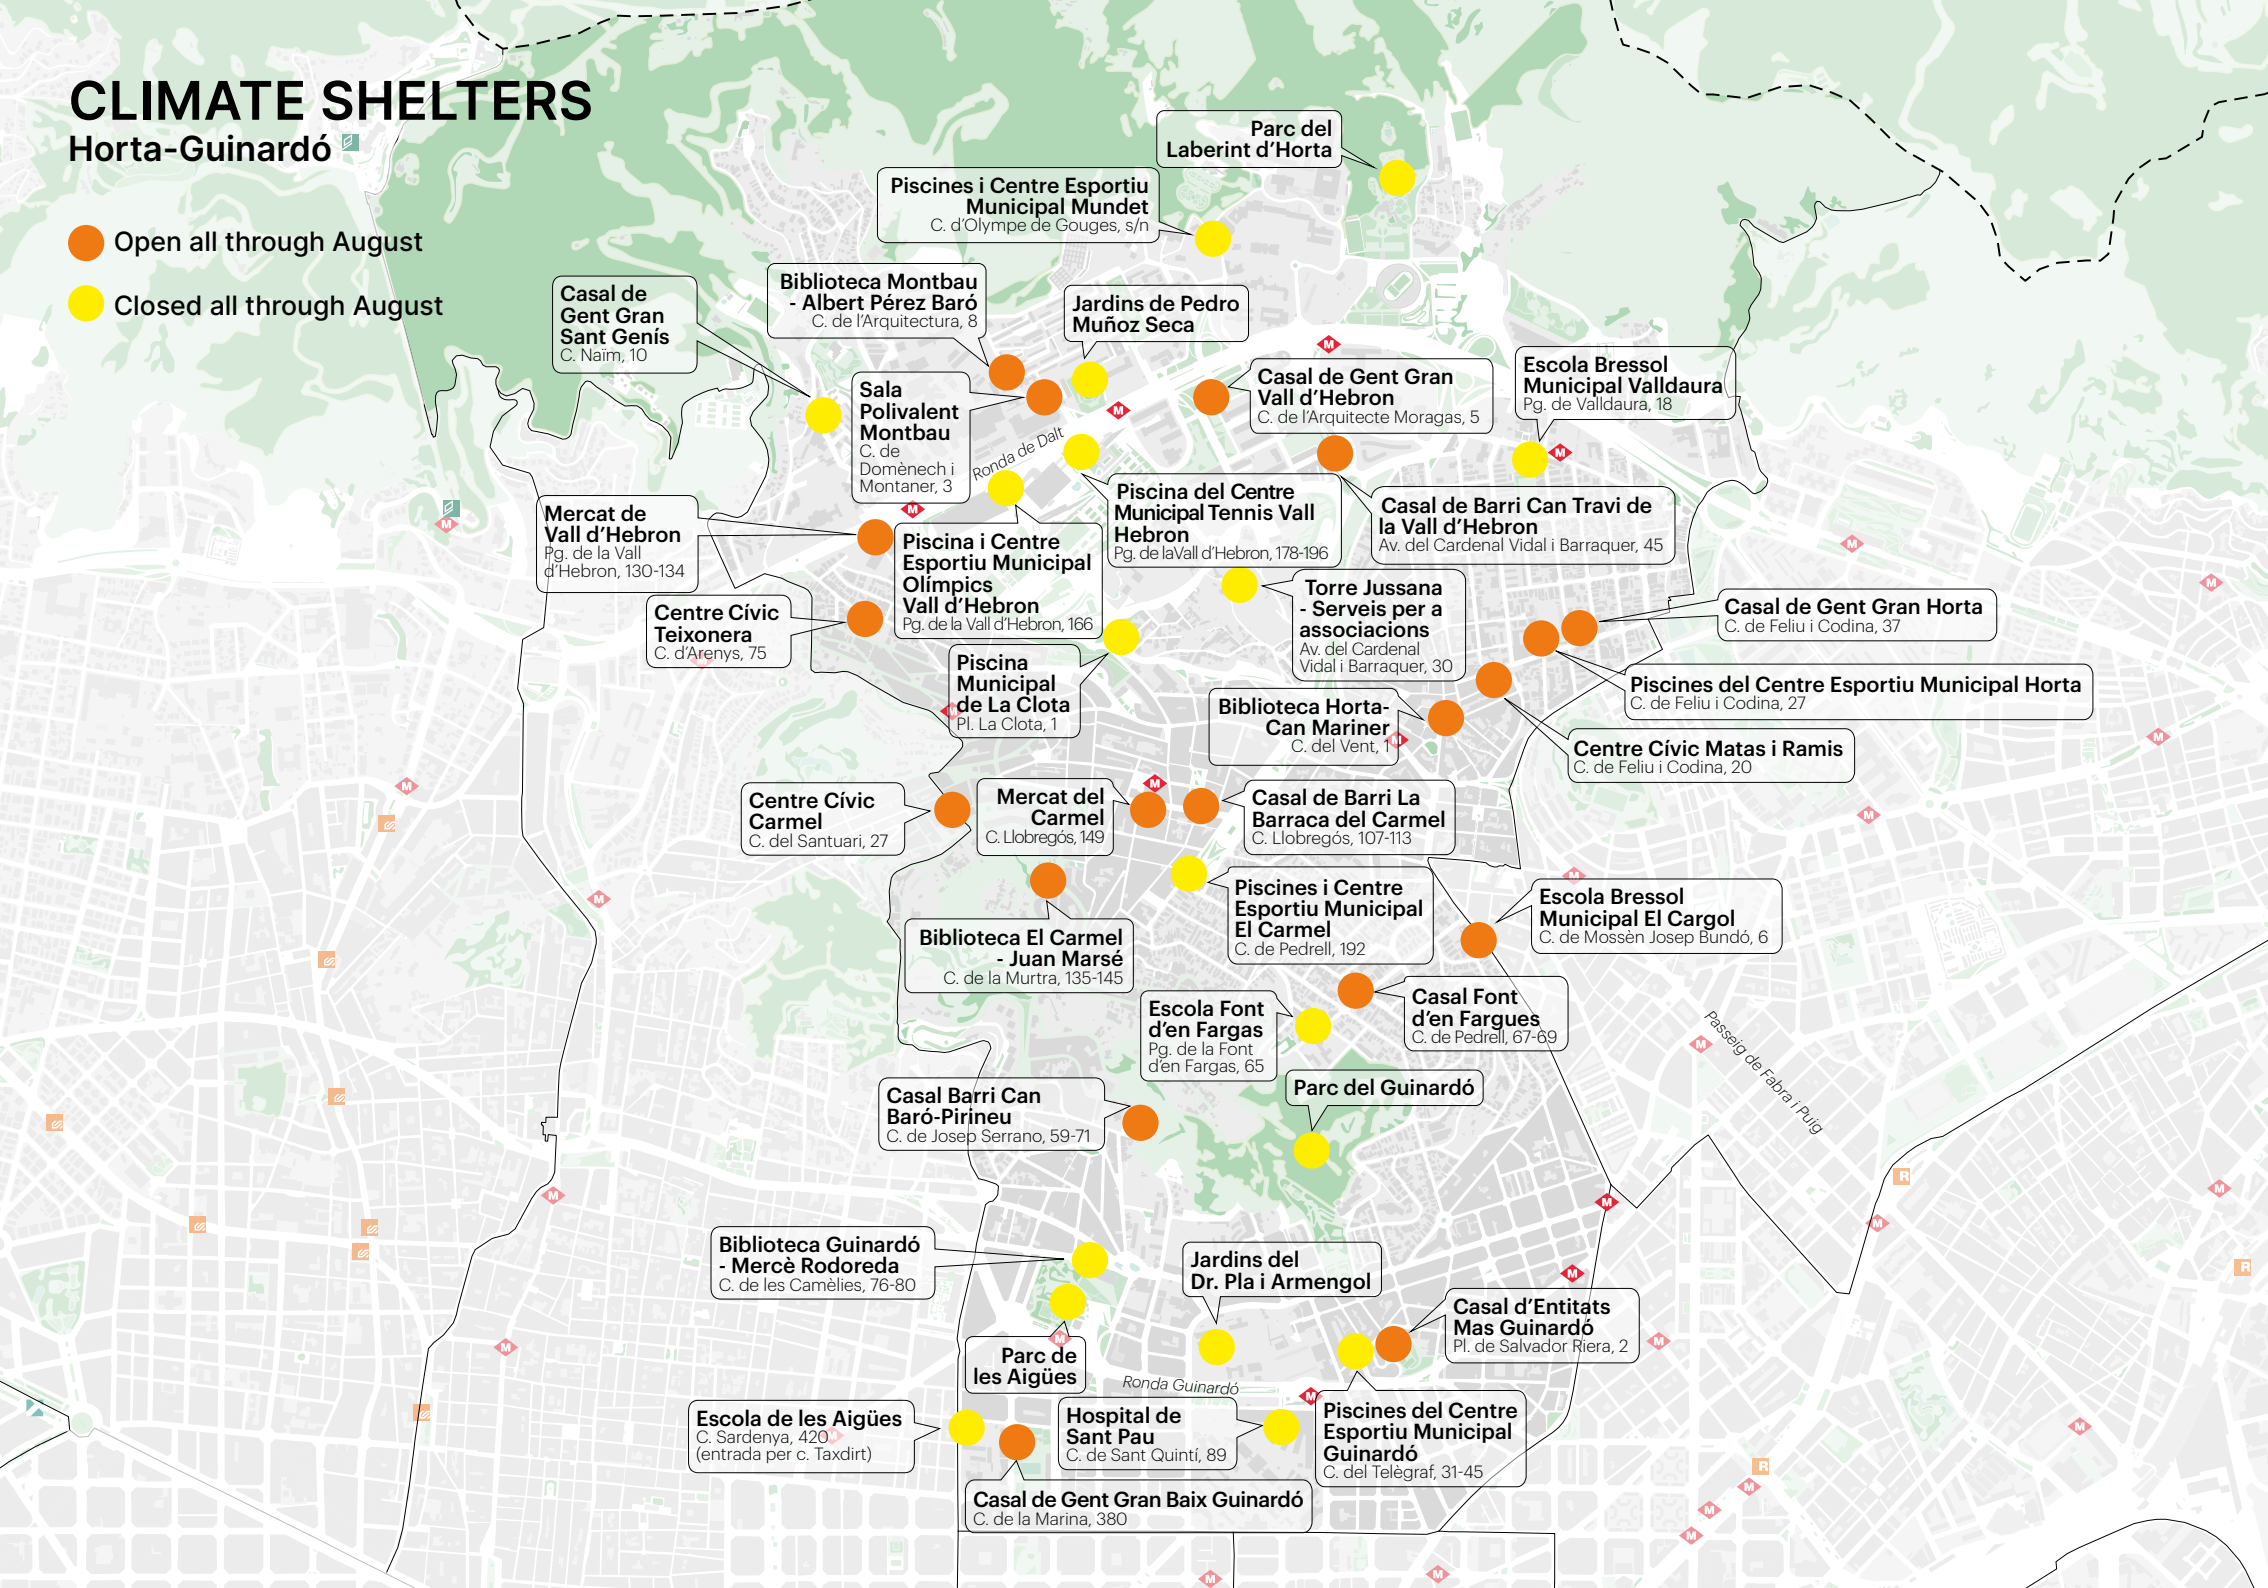 CLIMATE SHELTERS
Horta-Guinardó
Open all through August
Closed all through August
Parc del
Laberint d'Horta
Piscines i Centre Esportiu
Municipal Mundet
C. d'Olympe de Gouges, s/n
Biblioteca Montbau
- Albert Pérez Baró
C. de l'Arquitectura, 8
Jardins de Pedro
Muñoz Seca
Casal de
Gent Gran
Sant Genís
C. Naïm, 10
Sala
Polivalent
Montbau
C. de
Domènech i
Montaner, 3
Ronda de Dalt
Casal de Gent Gran
Vall d'Hebron
C. de l'Arquitecte Moragas, 5
Escola Bressol
Municipal Valldaura
Pg. de Valldaura, 18
Mercat de
Vall d'Hebron
Pg. de la Vall
d'Hebron, 130-134
Piscina i Centre
Esportiu Municipal
Olímpics
Vall d'Hebron
Pg. de la Vall d'Hebron, 166
Piscina del Centre
Municipal Tennis Vall
Hebron
Pg. de laVall d'Hebron, 178-196
Casal de Barri Can Travi de
la Vall d'Hebron
Av. del Cardenal Vidal i Barraquer, 45
Centre Cívic
Teixonera
C. d'Arenys, 75
Torre Jussana
- Serveis per a
associacions
Av. del Cardenal
Vidal i Barraquer, 30
Casal de Gent Gran Horta
C. de Feliu i Codina, 37
Piscina
Municipal
de La Clota
Pl. La Clota, 1
Piscines del Centre Esportiu Municipal Horta
C. de Feliu i Codina, 27
Biblioteca Horta-
Can Mariner
C. del Vent, 1
Centre Cívic Matas i Ramis
C. de Feliu i Codina, 20
Centre Cívic
Carmel
C. del Santuari, 27
Mercat del
Carmel
C. Llobregós, 149
Casal de Barri La
Barraca del Carmel
C. Llobregós, 107-113
Piscines i Centre
Esportiu Municipal
El Carmel
C. de Pedrell, 192
Escola Bressol
Municipal El Cargol
C. de Mossèn Josep Bundó, 6
Biblioteca El Carmel
- Juan Marsé
C. de la Murtra, 135-145
Casal Font
d'en Fargues
C. de Pedrell, 67-69
Escola Font
d'en Fargas
Pg. de la Font
d'en Fargas, 65
Passeig de Fabra i Puig
Parc del Guinardó
Casal Barri Can
Baró-Pirineu
C. de Josep Serrano, 59-71
Biblioteca Guinardó
- Mercè Rodoreda
C. de les Camèlies, 76-80
Jardins del
Dr. Pla i Armengol
Casal d'Entitats
Mas Guinardó
Pl. de Salvador Riera, 2
Parc de
les Aigües
Ronda Guinardó
Escola de les Aigües
C. Sardenya, 420
(entrada per c. Taxdirt)
Hospital de
Sant Pau
C. de Sant Quintí, 89
Piscines del Centre
Esportiu Municipal
Guinardó
C. del Telègraf, 31-45
Casal de Gent Gran Baix Guinardó
C. de la Marina, 380